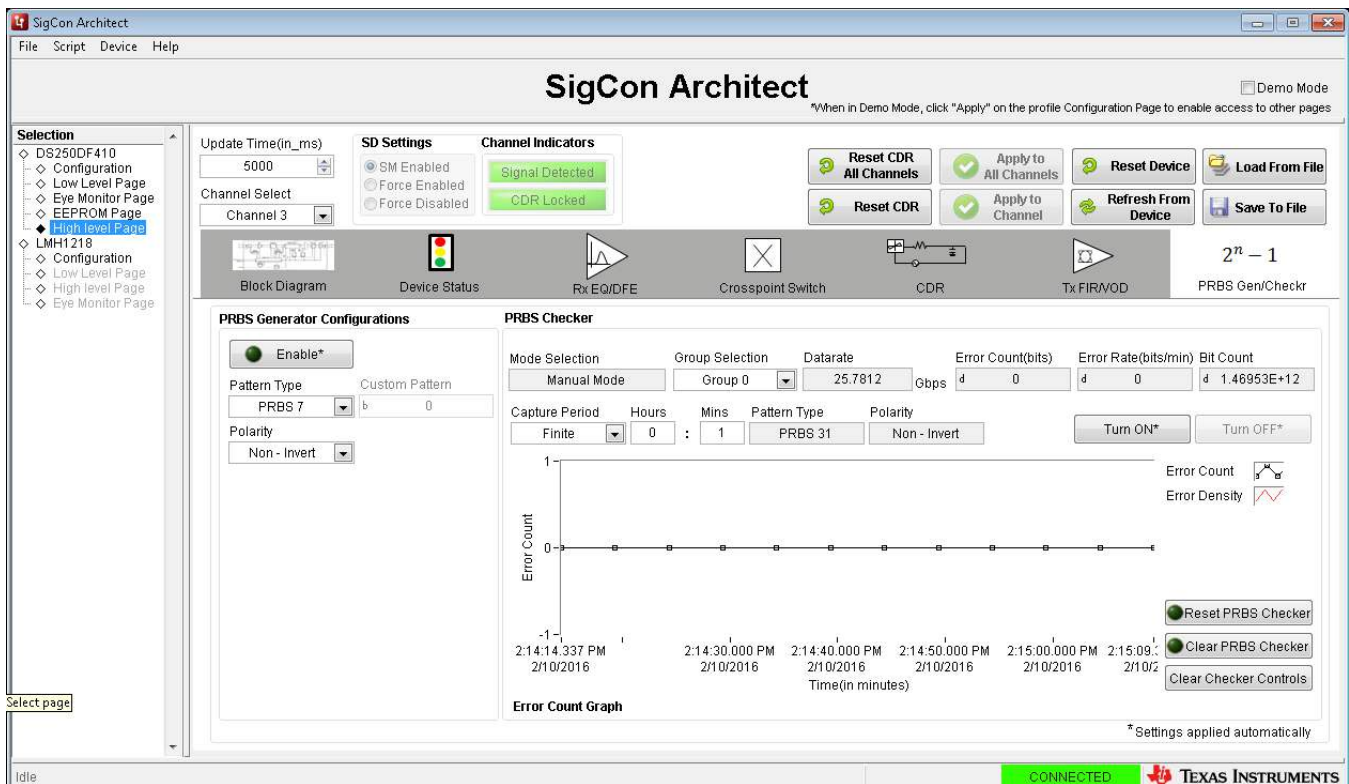 SigCon Architect
File Script Device Help
SigCon Architect
Demo Mode
*When in Demo Mode, click "Apply" on the profile Configuration Page to enable access to other pages
Selection
DS250DF410
Configuration
Low Level Page
Eye Monitor Page
EEPROM Page
High level Page
LMH1218
Configuration
Low Level Page
High level Page
Eye Monitor Page
Select page
Update Time(in_ms)
5000
Channel Select
Channel 3
SD Settings
SM Enabled
Force Enabled
Force Disabled
Channel Indicators
Signal Detected
CDR Locked
Reset CDR
All Channels
Apply to
All Channels
Reset Device
Load From File
Reset CDR
Apply to
Channel
Refresh From
Device
Save To File
Block Diagram
Device Status
Rx EQ/DFE
Crosspoint Switch
CDR
Tx FIR/VOD
2ⁿ − 1
PRBS Gen/Checkr
PRBS Generator Configurations
Enable*
Pattern Type
PRBS 7
Custom Pattern
b 0
Polarity
Non - Invert
PRBS Checker
Mode Selection
Manual Mode
Group Selection
Group 0
Datarate
25.7812 Gbps
Error Count(bits)
d 0
Error Rate(bits/min)
d 0
Bit Count
d 1.46953E+12
Capture Period
Finite
Hours
0
:
Mins
1
Pattern Type
PRBS 31
Polarity
Non - Invert
Turn ON*
Turn OFF*
Error Count
Error Density
1
0
-1
Error Count
2:14:14.337 PM 2:14:30.000 PM 2:14:40.000 PM 2:14:50.000 PM 2:15:00.000 PM 2:15:09.
2/10/2016 2/10/2016 2/10/2016 2/10/2016 2/10/2016 2/10/2
Time(in minutes)
Error Count Graph
Reset PRBS Checker
Clear PRBS Checker
Clear Checker Controls
*Settings applied automatically
Idle
CONNECTED
TEXAS INSTRUMENTS